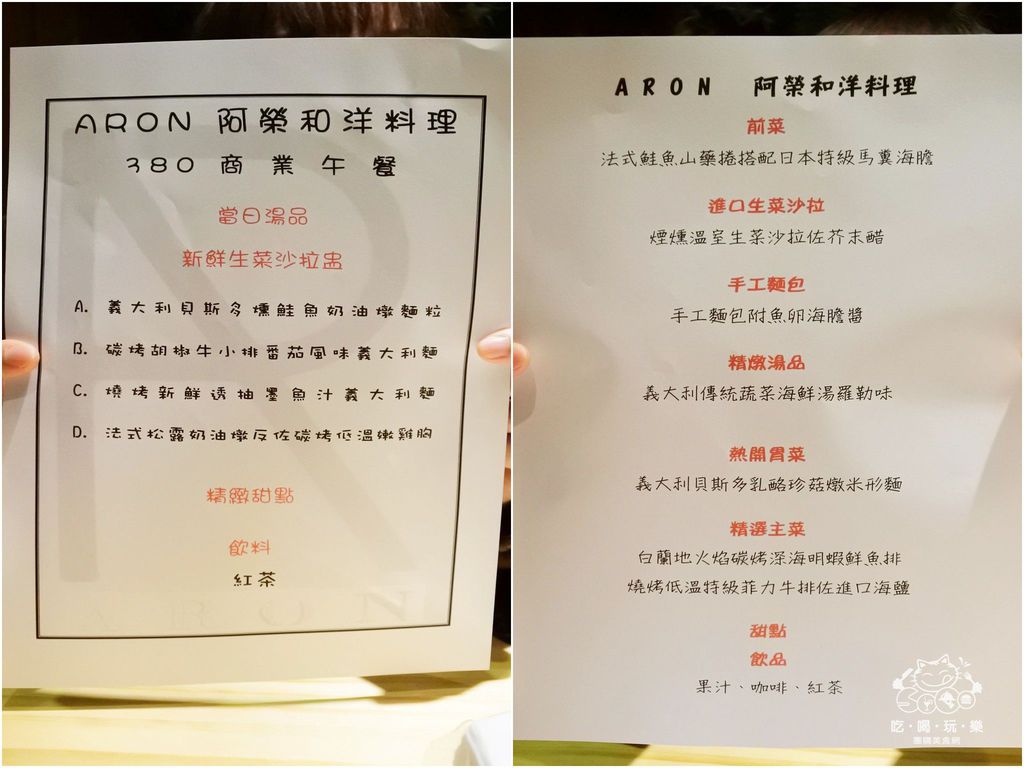 ARON 阿榮和洋料理
380 商業午餐
當日湯品
新鮮生菜沙拉盅
A. 義大利貝斯多燻鮭魚奶油燉麵粒
B. 碳烤胡椒牛小排番茄風味義大利麵
C. 燒烤新鮮透抽墨魚汁義大利麵
D. 法式松露奶油燉反佐碳烤低溫嫩雞胸
精緻甜點
飲料
紅茶
ARON
ARON 阿榮和洋料理
前菜
法式鮭魚山藥捲搭配日本特級馬糞海膽
進口生菜沙拉
煙燻溫室生菜沙拉佐芥末醋
手工麵包
手工麵包附魚卵海膽醬
精燉湯品
義大利傳統蔬菜海鮮湯羅勒味
熱開胃菜
義大利貝斯多乳酪珍菇燉米形麵
精選主菜
白蘭地火焰碳烤深海明蝦鮮魚排
燒烤低溫特級菲力牛排佐進口海鹽
甜點
飲品
果汁、咖啡、紅茶
吃·喝·玩·樂
團購美食網